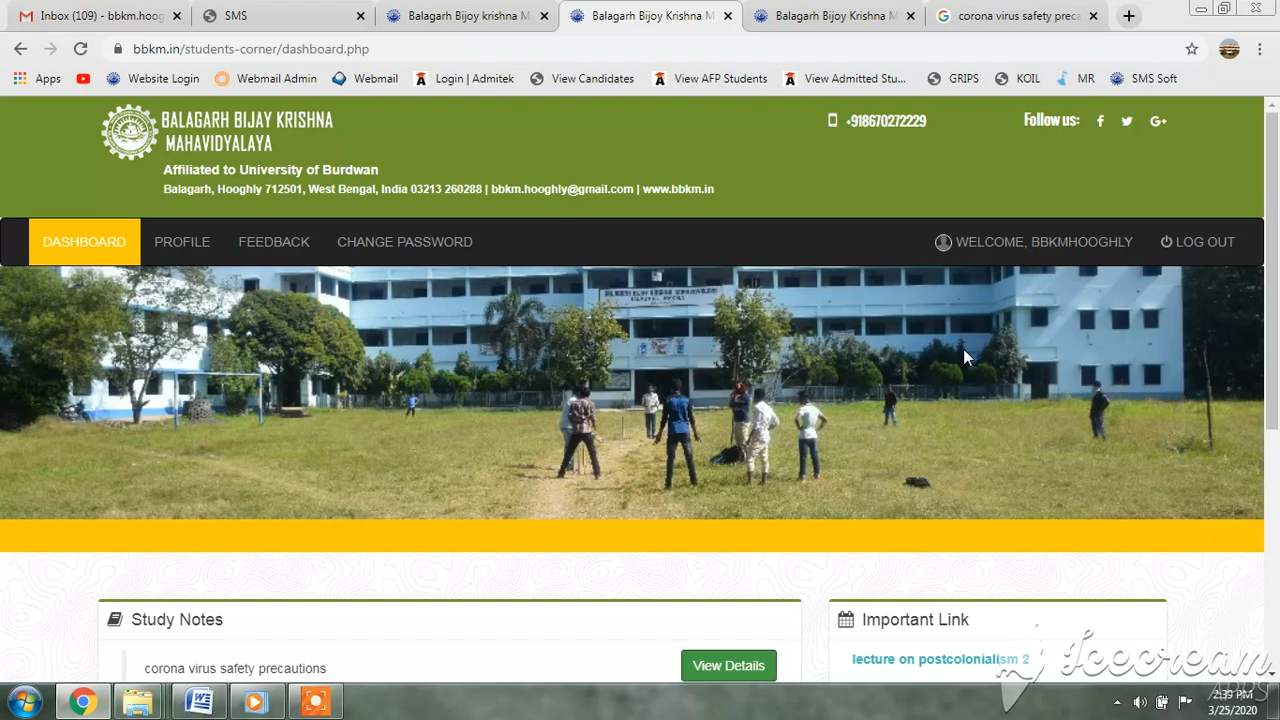 Inbox (109) - bbkm.hoog
SMG
Balagarh Bijoy krishna M
Balagarh Bijoy Krishna M
Balagarh Bijoy Krishna M
corona virus safety preca
bbkm.in/students-corner/dashboard.php
Apps
Website Login
Webmail Admin
Webmail
Login | Admitek
View Candidates
View AFP Students
View Admitted Stu...
GRIPS
KOIL
MR
SMS Soft
BALAGARH BIJAY KRISHNA
MAHAVIDYALAYA
+918670272229
Follow us:
Affiliated to University of Burdwan
Balagarh, Hooghly 712501, West Bengal, India 03213 260288 | bbkm.hooghly@gmail.com | www.bbkm.in
DASHBOARD
PROFILE
FEEDBACK
CHANGE PASSWORD
WELCOME, BBKMHOOGHLY
LOG OUT
Study Notes
Important Link
corona virus safety precautions
View Details
lecture on postcolonialism 2
Icecream
APPS
2:39 PM
3/25/2020